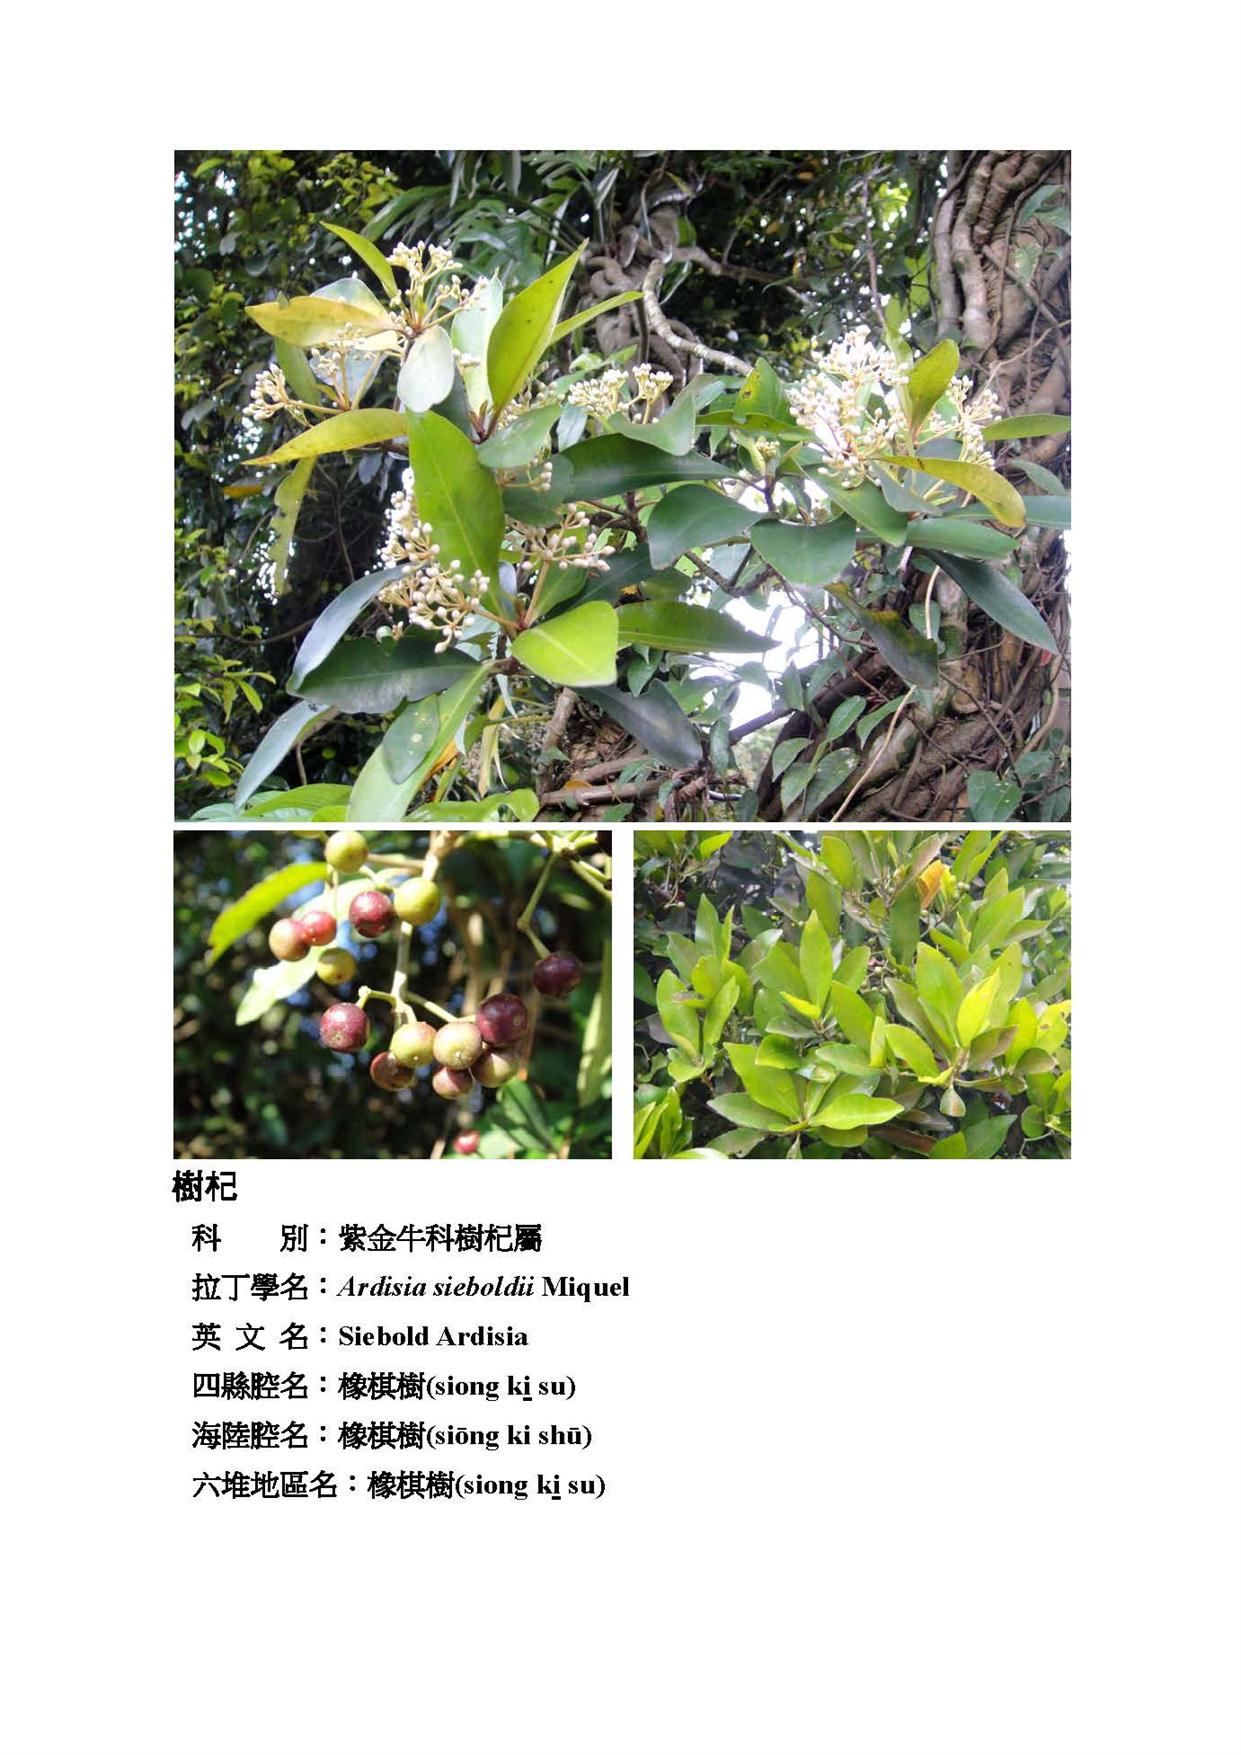 樹杞
科　　別：紫金牛科樹杞屬
拉丁學名：Ardisia sieboldii Miquel
英 文 名：Siebold Ardisia
四縣腔名：橡棋樹(siong ki̲ su)
海陸腔名：橡棋樹(siōng ki shū)
六堆地區名：橡棋樹(siong ki̲ su)